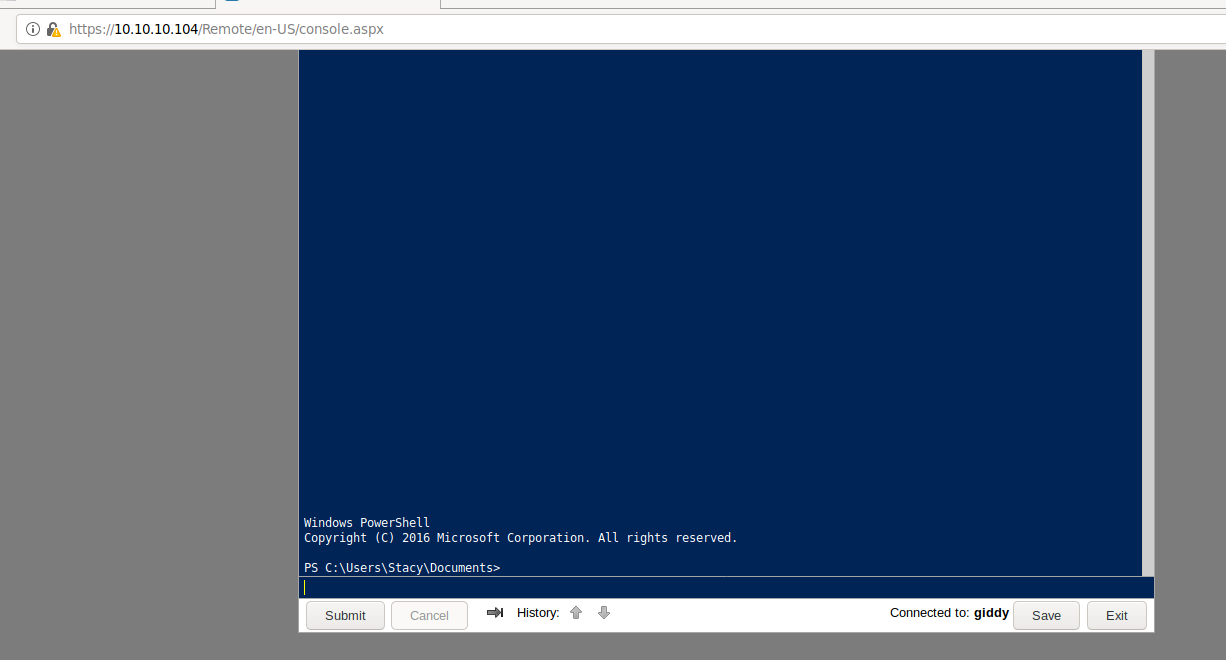 https://10.10.10.104/Remote/en-US/console.aspx
Windows PowerShell
Copyright (C) 2016 Microsoft Corporation. All rights reserved.
PS C:\Users\Stacy\Documents>
Submit Cancel History: Connected to: giddy Save Exit